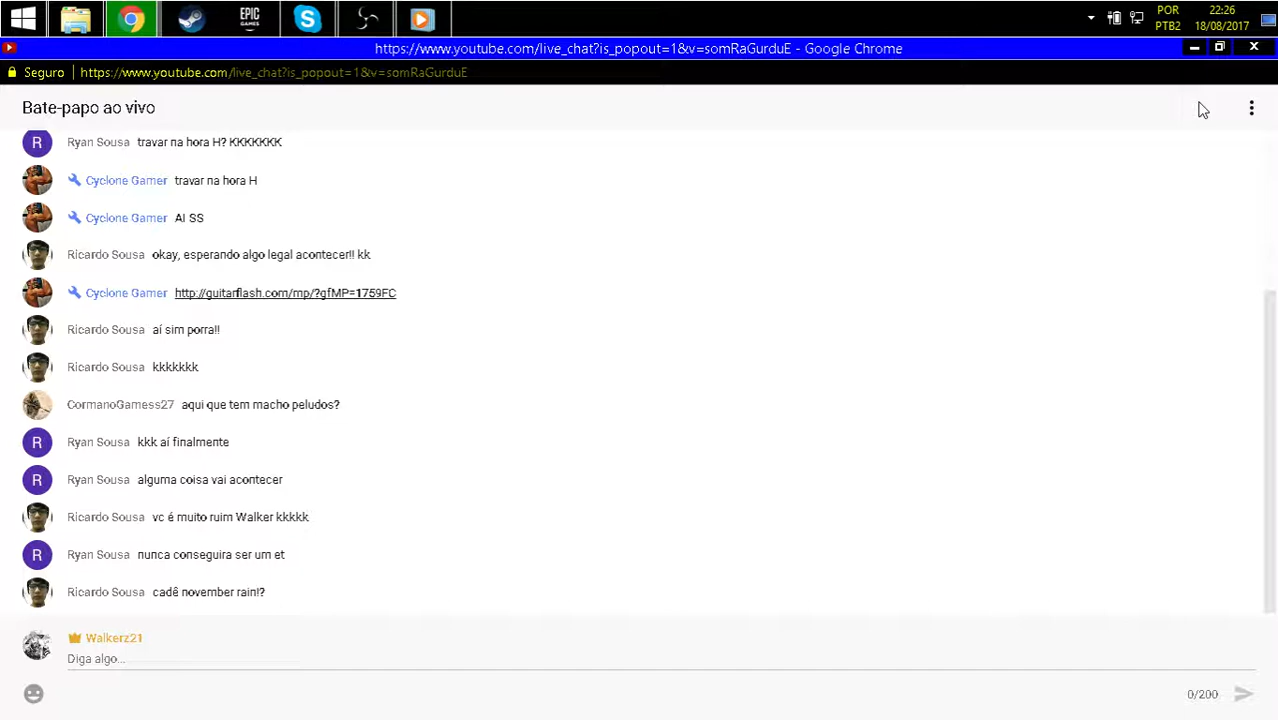 EPIC
GAMES
POR
PTB2
22:26
18/08/2017
https://www.youtube.com/live_chat?is_popout=1&v=somRaGurduE - Google Chrome
Seguro
https://www.youtube.com/live_chat?is_popout=1&v=somRaGurduE
Bate-papo ao vivo
R Ryan Sousa travar na hora H? KKKKKKK
Cyclone Gamer travar na hora H
Cyclone Gamer AI SS
Ricardo Sousa okay, esperando algo legal acontecer!! kk
Cyclone Gamer http://guitarflash.com/mp/?gfMP=1759FC
Ricardo Sousa aí sim porra!!
Ricardo Sousa kkkkkkk
CormanoGamess27 aqui que tem macho peludos?
R Ryan Sousa kkk aí finalmente
R Ryan Sousa alguma coisa vai acontecer
Ricardo Sousa vc é muito ruim Walker kkkkk
R Ryan Sousa nunca conseguira ser um et
Ricardo Sousa cadê november rain!?
Walkerz21
Diga algo...
0/200